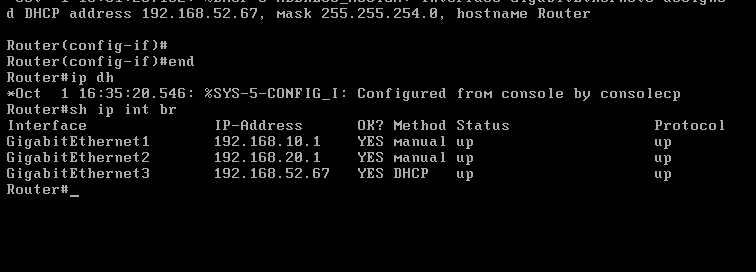 d DHCP address 192.168.52.67, mask 255.255.254.0, hostname Router
Router(config-if)#
Router(config-if)#end
Router#ip dh
*Oct  1 16:35:20.546: %SYS-5-CONFIG_I: Configured from console by consolecp
Router#sh ip int br
Interface              IP-Address      OK? Method Status                Protocol
GigabitEthernet1       192.168.10.1    YES manual up                    up
GigabitEthernet2       192.168.20.1    YES manual up                    up
GigabitEthernet3       192.168.52.67   YES DHCP   up                    up
Router#_